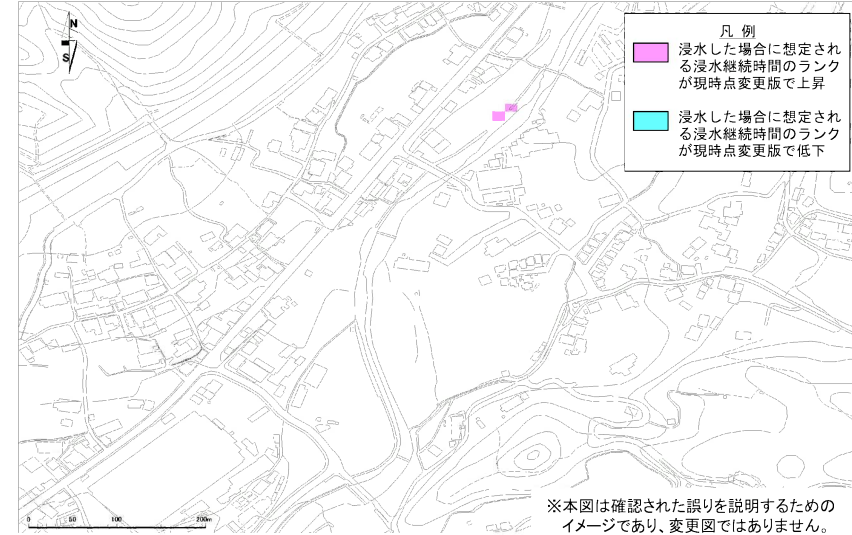 N
S
凡 例
浸水した場合に想定され
る浸水継続時間のランク
が現時点変更版で上昇
浸水した場合に想定され
る浸水継続時間のランク
が現時点変更版で低下
0 50 100 200m
※本図は確認された誤りを説明するための
イメージであり、変更図ではありません。